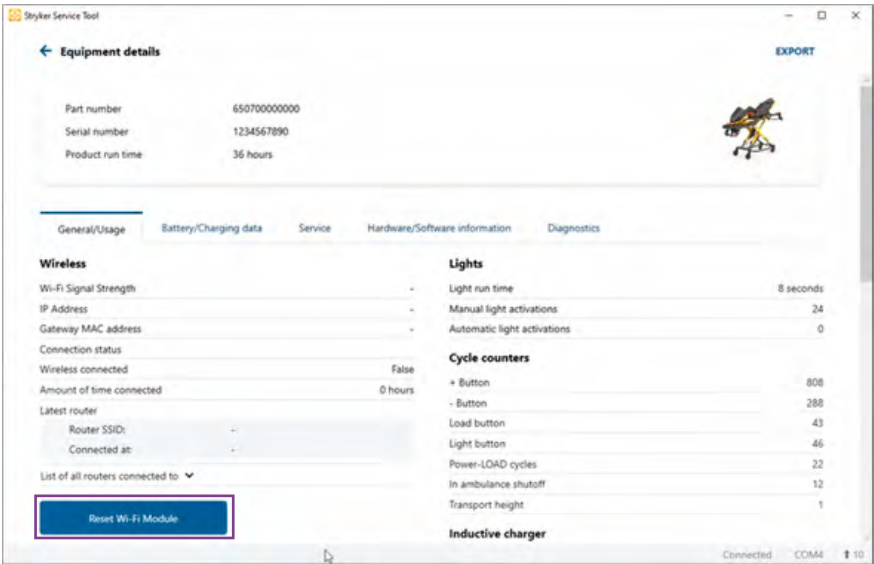 Stryker Service Tool
Equipment details
EXPORT
Part number 650700000000
Serial number 1234567890
Product run time 36 hours
General/Usage Battery/Charging data Service Hardware/Software information Diagnostics
Wireless
Wi-Fi Signal Strength -
IP Address -
Gateway MAC address -
Connection status
Wireless connected False
Amount of time connected 0 hours
Latest router
Router SSID: -
Connected at: -
List of all routers connected to
Reset Wi-Fi Module
Lights
Light run time 8 seconds
Manual light activations 24
Automatic light activations 0
Cycle counters
+ Button 808
- Button 288
Load button 43
Light button 46
Power-LOAD cycles 22
In ambulance shutoff 12
Transport height 1
Inductive charger
Connected COM4 10